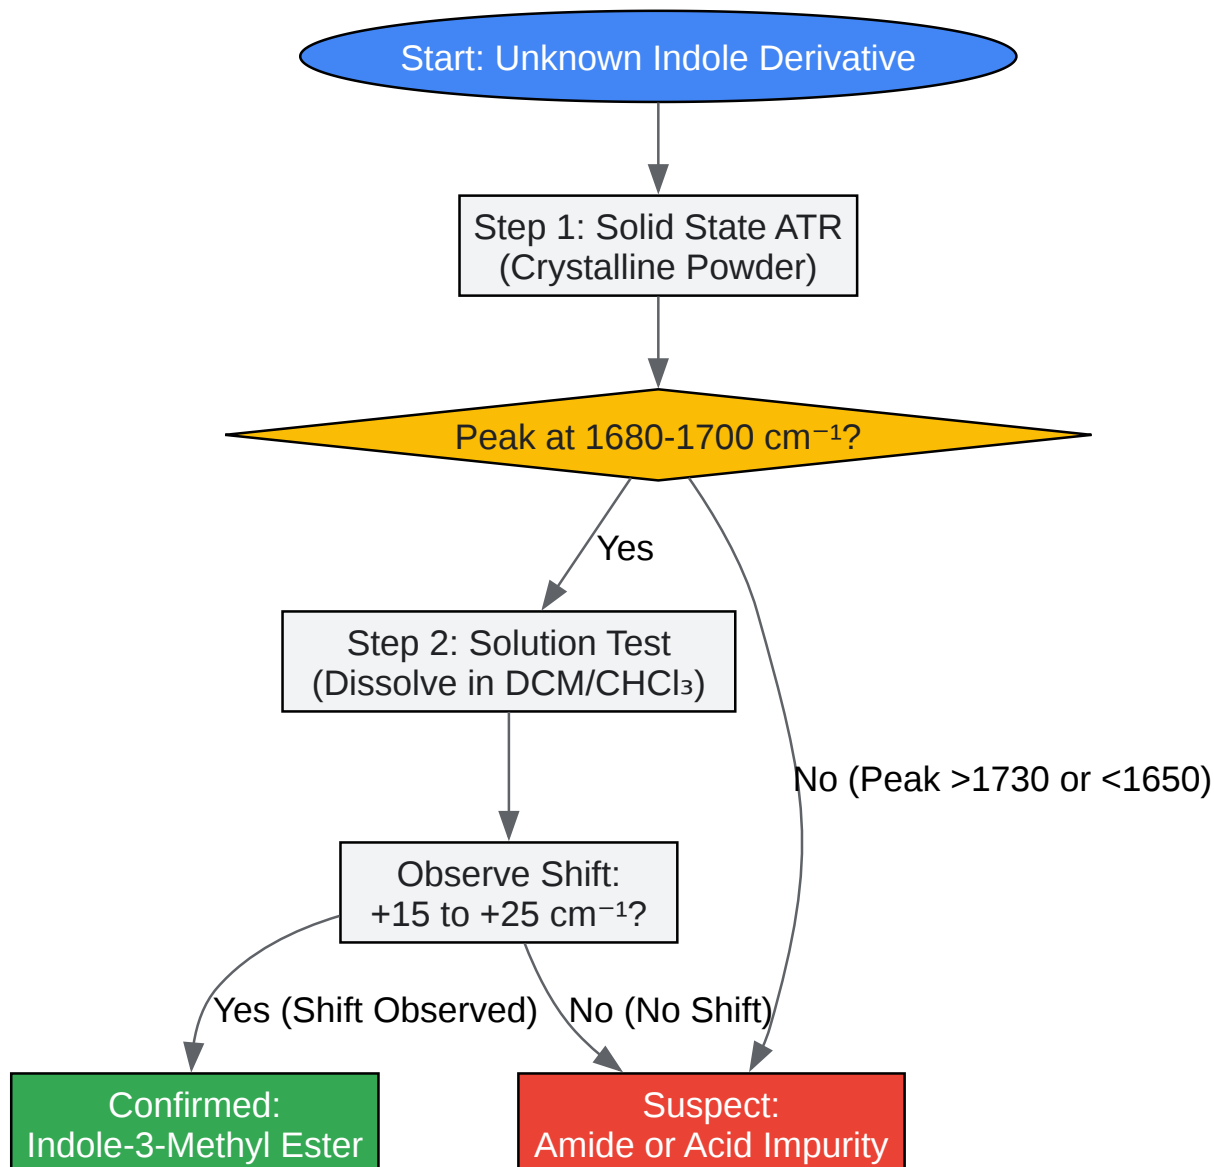 Start: Unknown Indole Derivative
Step 1: Solid State ATR
(Crystalline Powder)
Peak at 1680-1700 cm⁻¹?
Yes
Step 2: Solution Test
(Dissolve in DCM/CHCl₃)
No (Peak >1730 or <1650)
Observe Shift:
+15 to +25 cm⁻¹?
Yes (Shift Observed)
No (No Shift)
Confirmed:
Indole-3-Methyl Ester
Suspect:
Amide or Acid Impurity